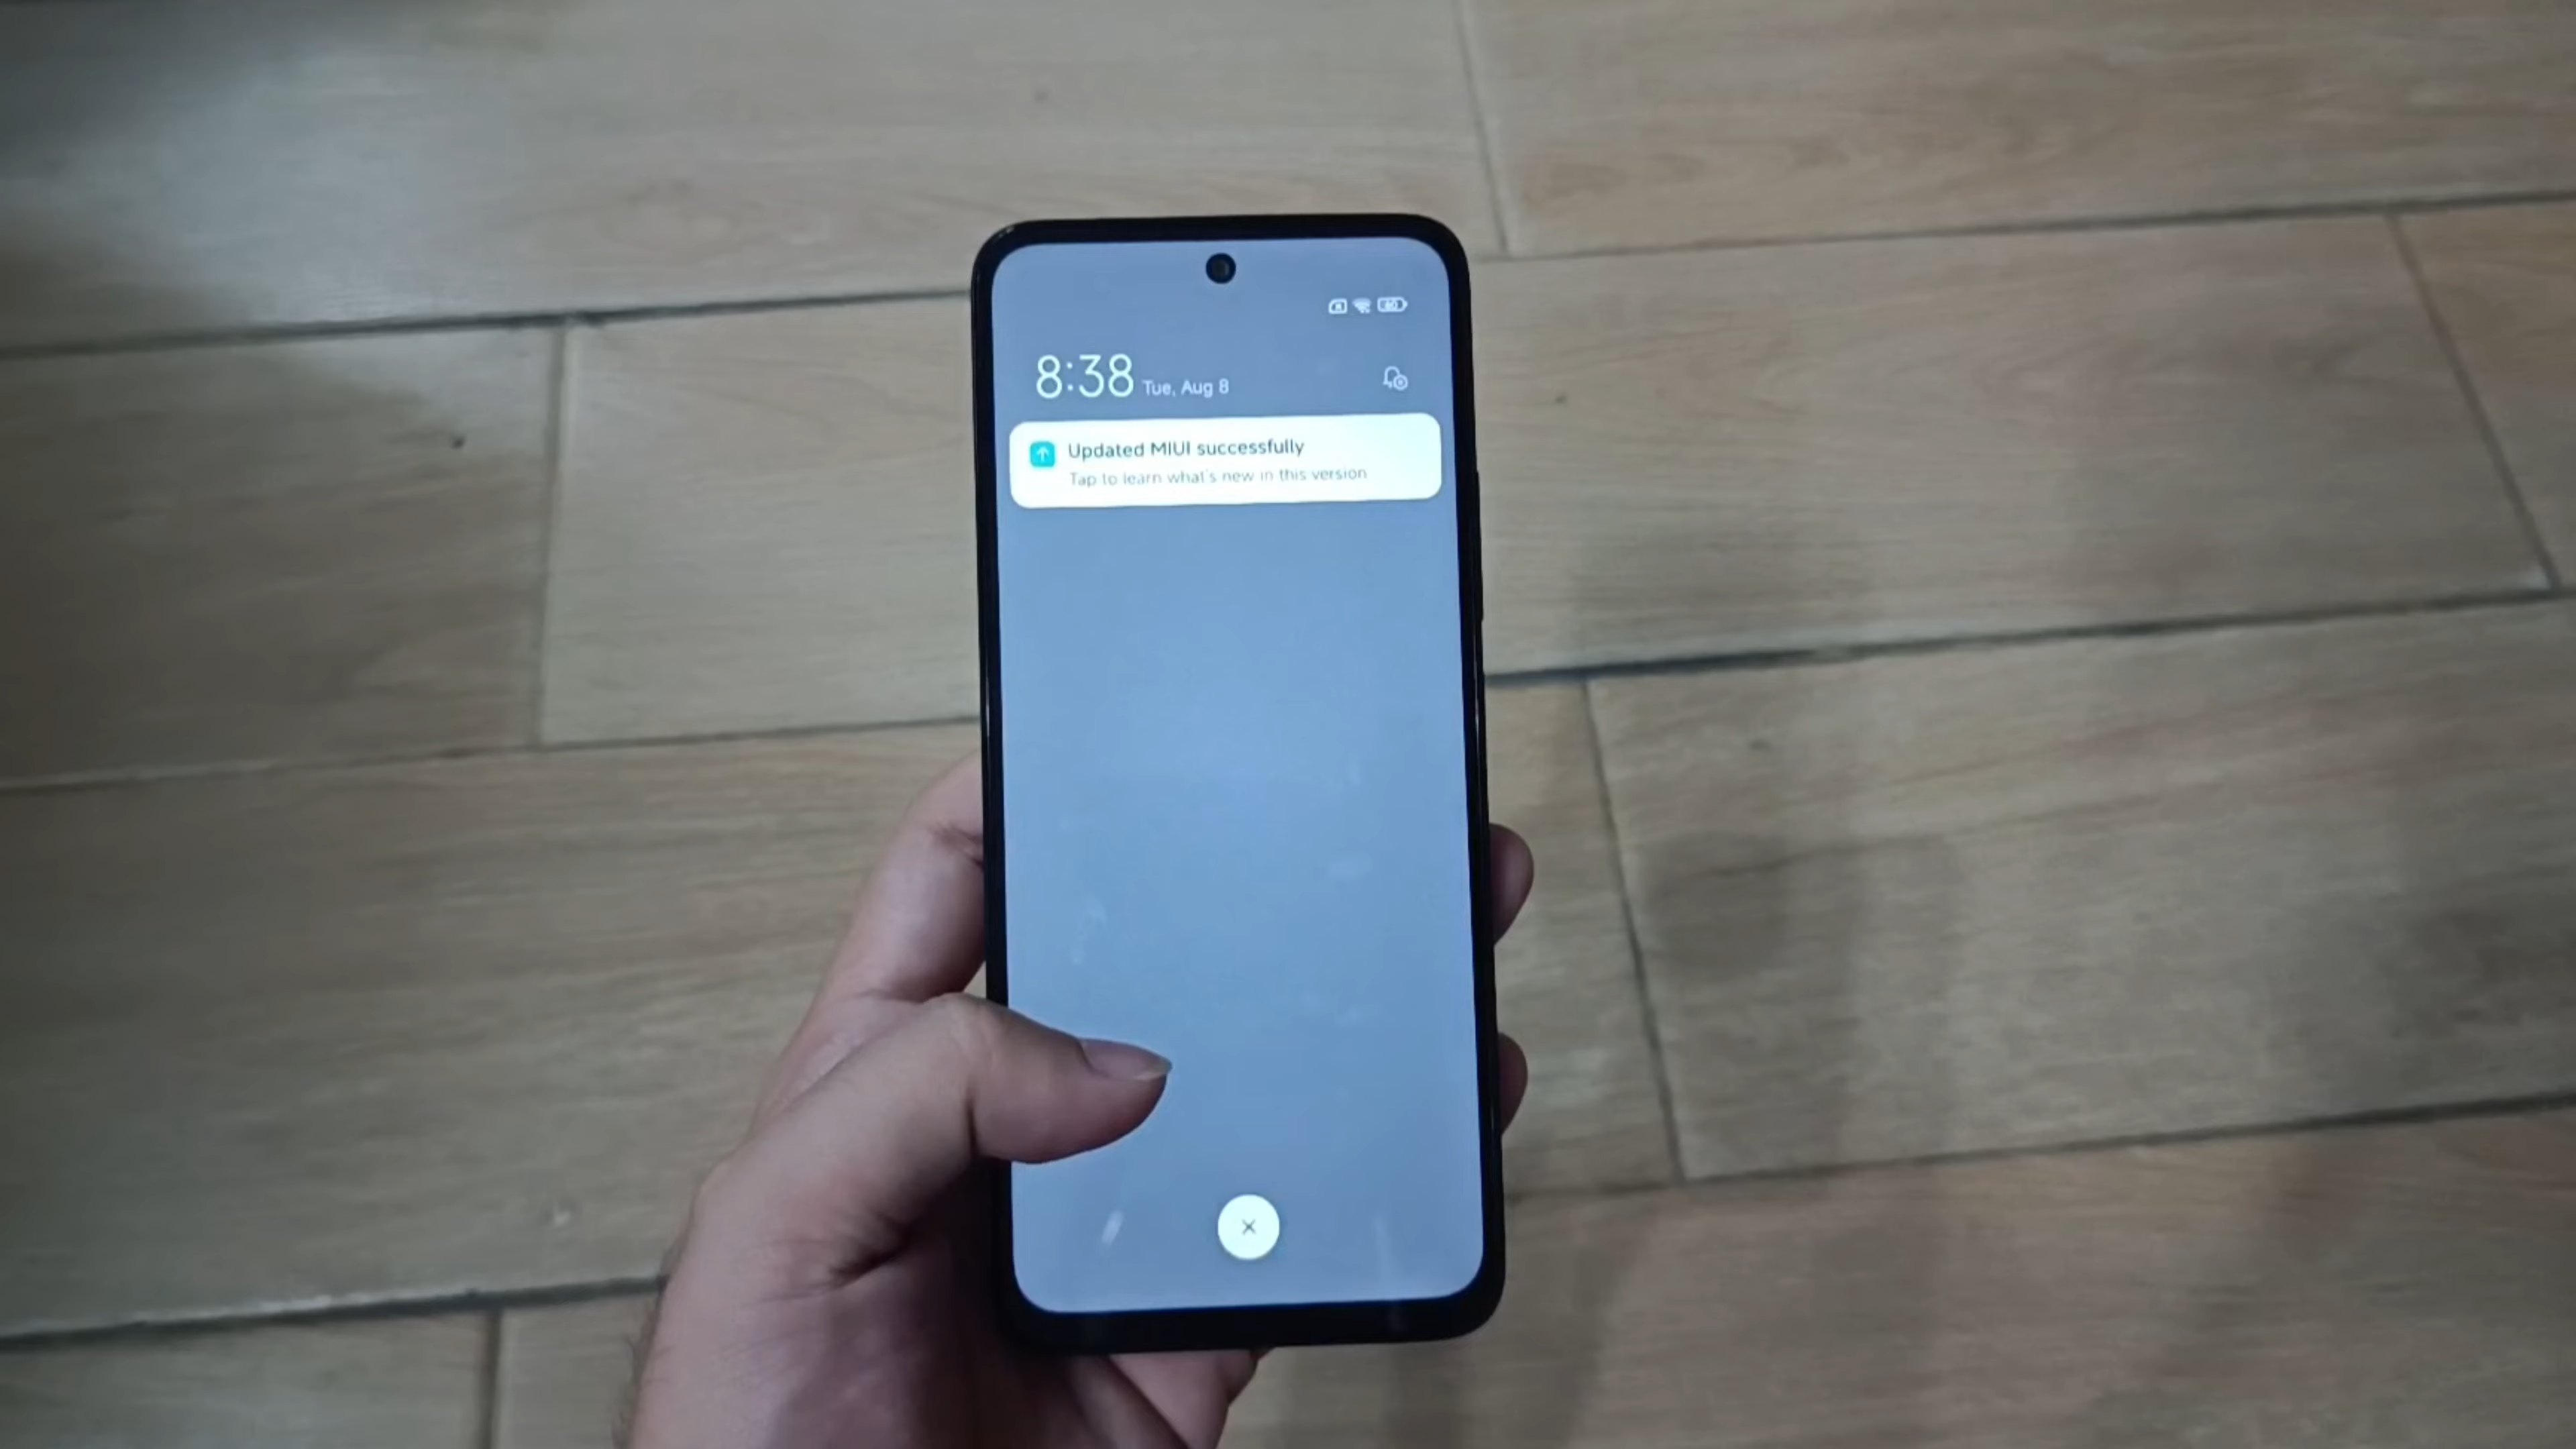 8:38 Tue, Aug 8
Updated MIUI successfully
Tap to learn what's new in this version